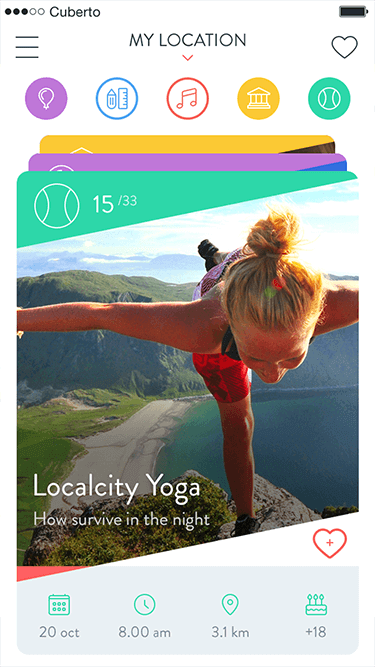 Cuberto
MY LOCATION
15/33
Localcity Yoga
How survive in the night
20 oct
8.00 am
3.1 km
+18